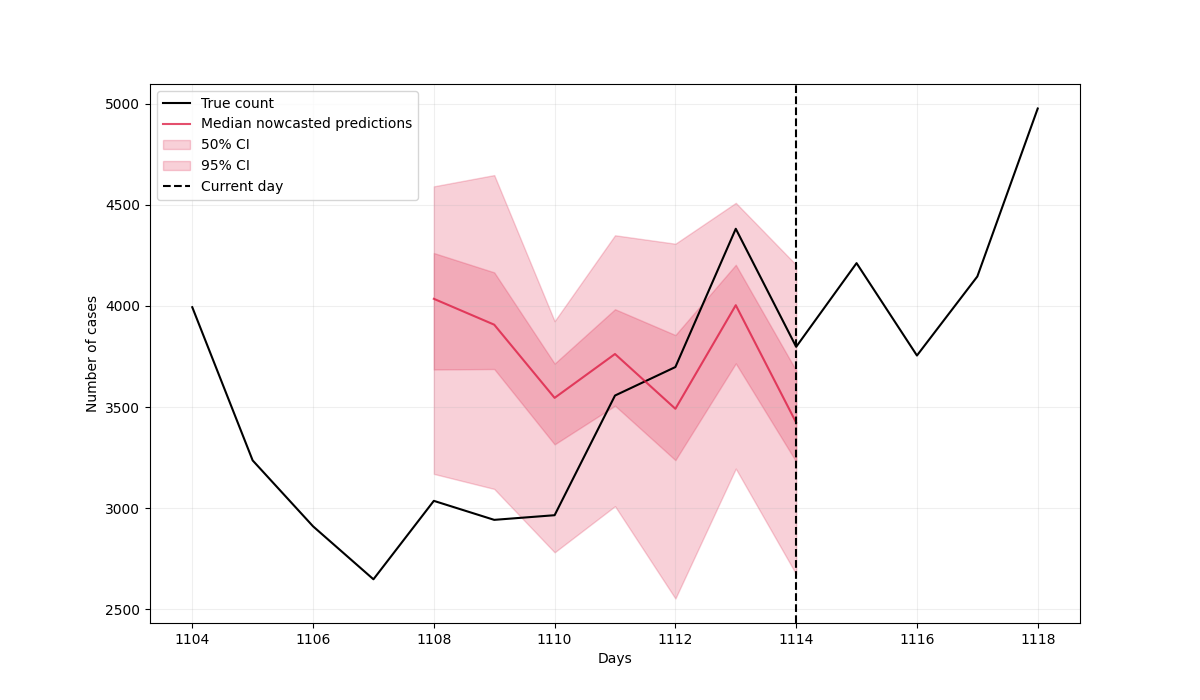 5000
4500
4000
3500
3000
2500
Number of cases
True count
Median nowcasted predictions
50% CI
95% CI
Current day
1104 1106 1108 1110 1112 1114 1116 1118
Days